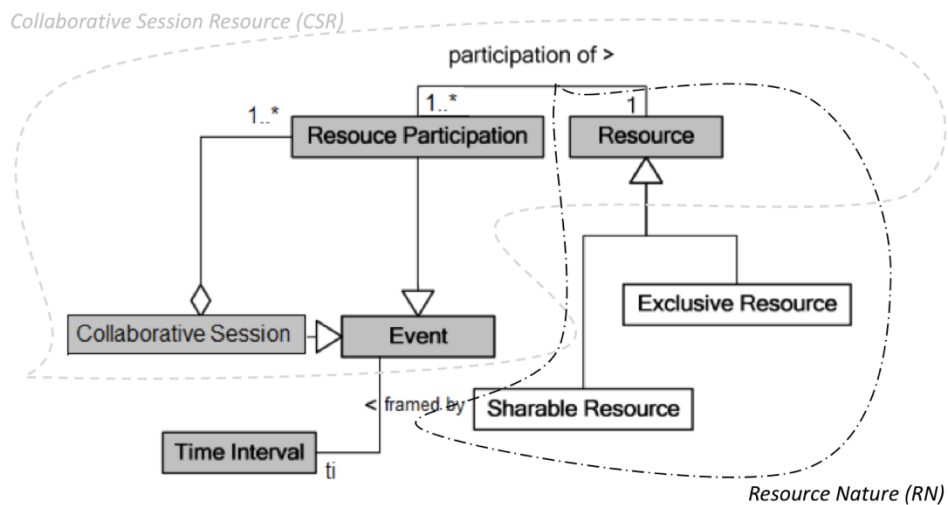 Collaborative Session Resource (CSR)
participation of >
1..*
1..*
1
Resouce Participation
Resource
Exclusive Resource
Collaborative Session
Event
< framed by
Sharable Resource
Time Interval
ti
Resource Nature (RN)